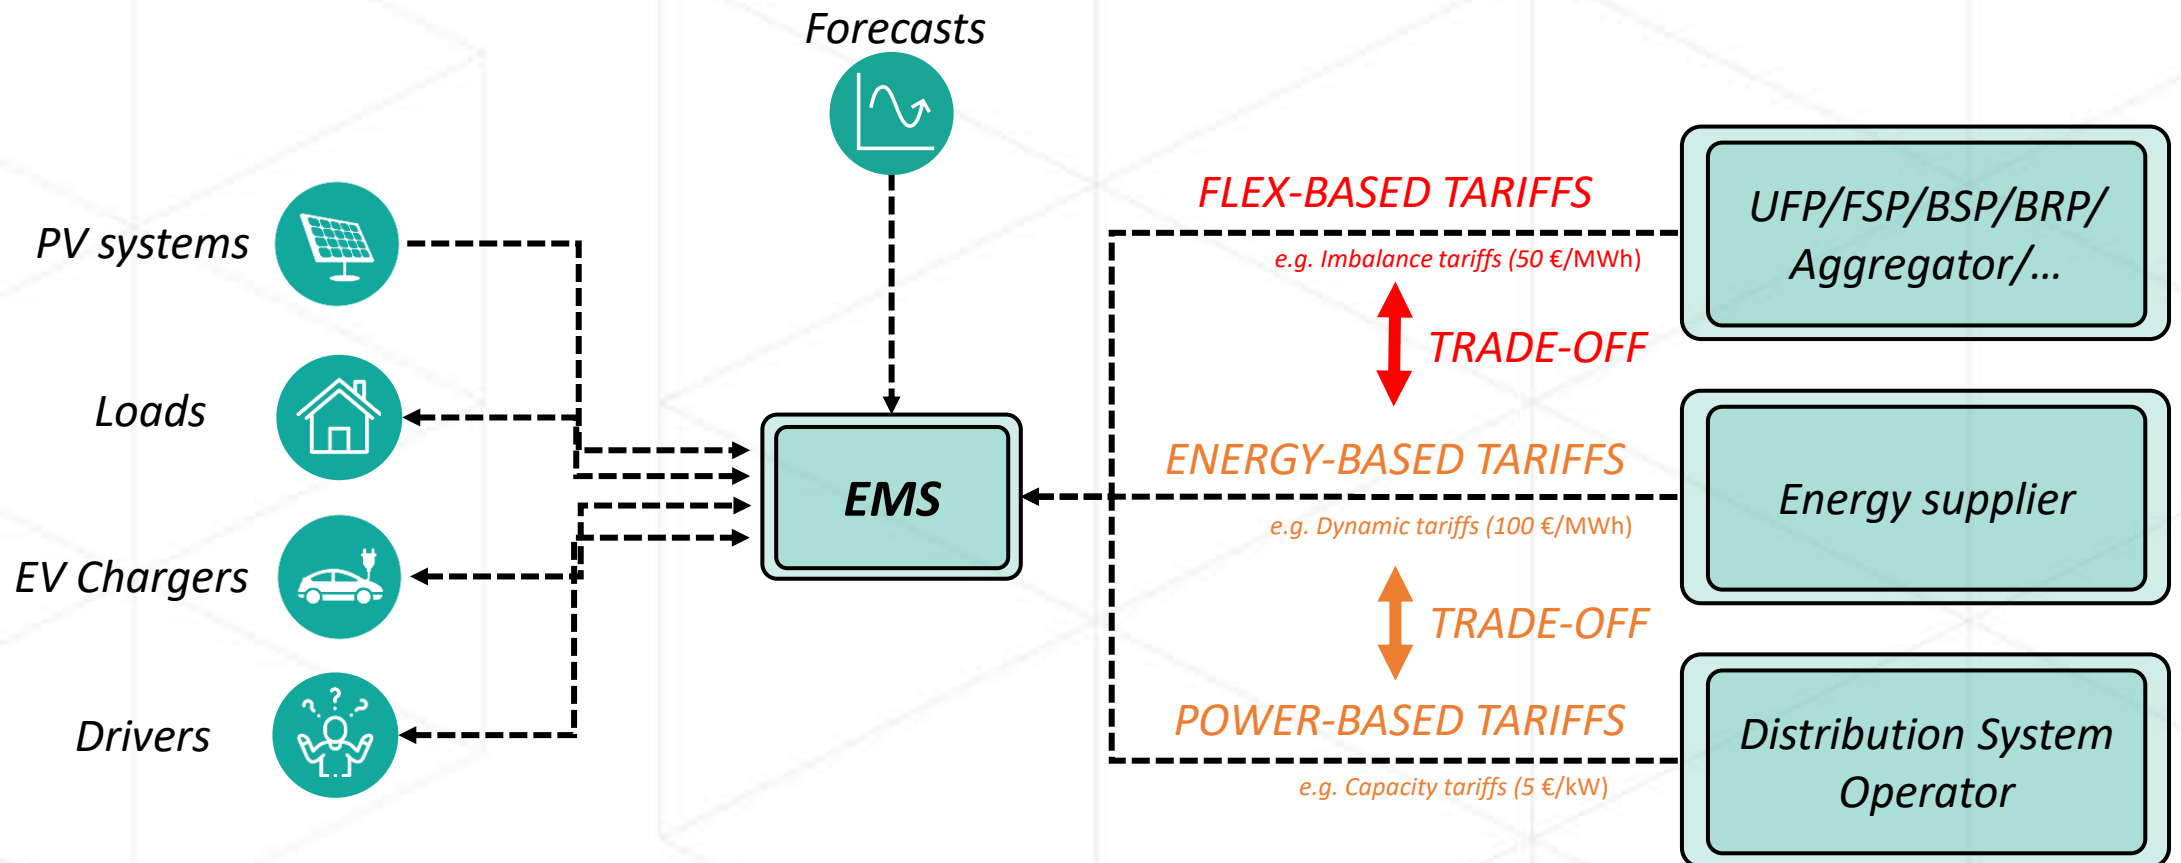 Forecasts
PV systems
Loads
EV Chargers
Drivers
? ? ?
EMS
FLEX-BASED TARIFFS
e.g. Imbalance tariffs (50 €/MWh)
TRADE-OFF
ENERGY-BASED TARIFFS
e.g. Dynamic tariffs (100 €/MWh)
TRADE-OFF
POWER-BASED TARIFFS
e.g. Capacity tariffs (5 €/kW)
UFP/FSP/BSP/BRP/
Aggregator/...
Energy supplier
Distribution System
Operator